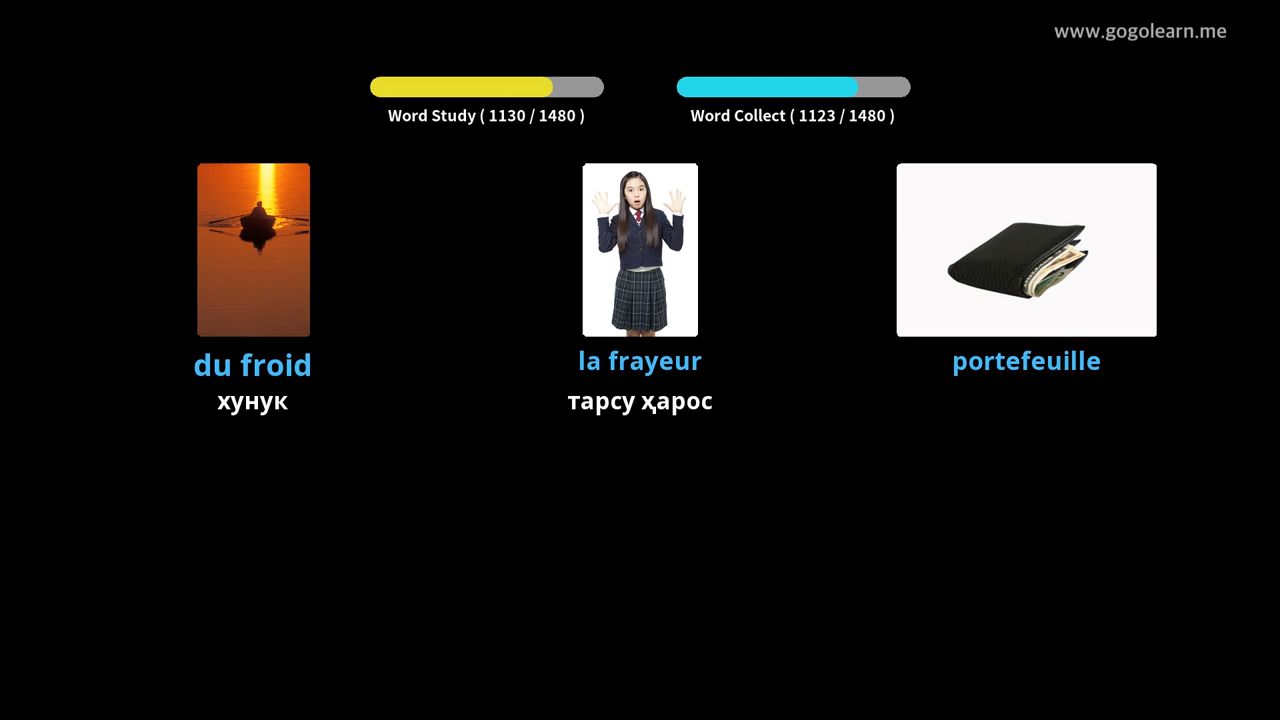 www.gogolearn.me
Word Study ( 1130 / 1480 )
Word Collect ( 1123 / 1480 )
du froid
хунук
la frayeur
тарсу ҳарос
portefeuille